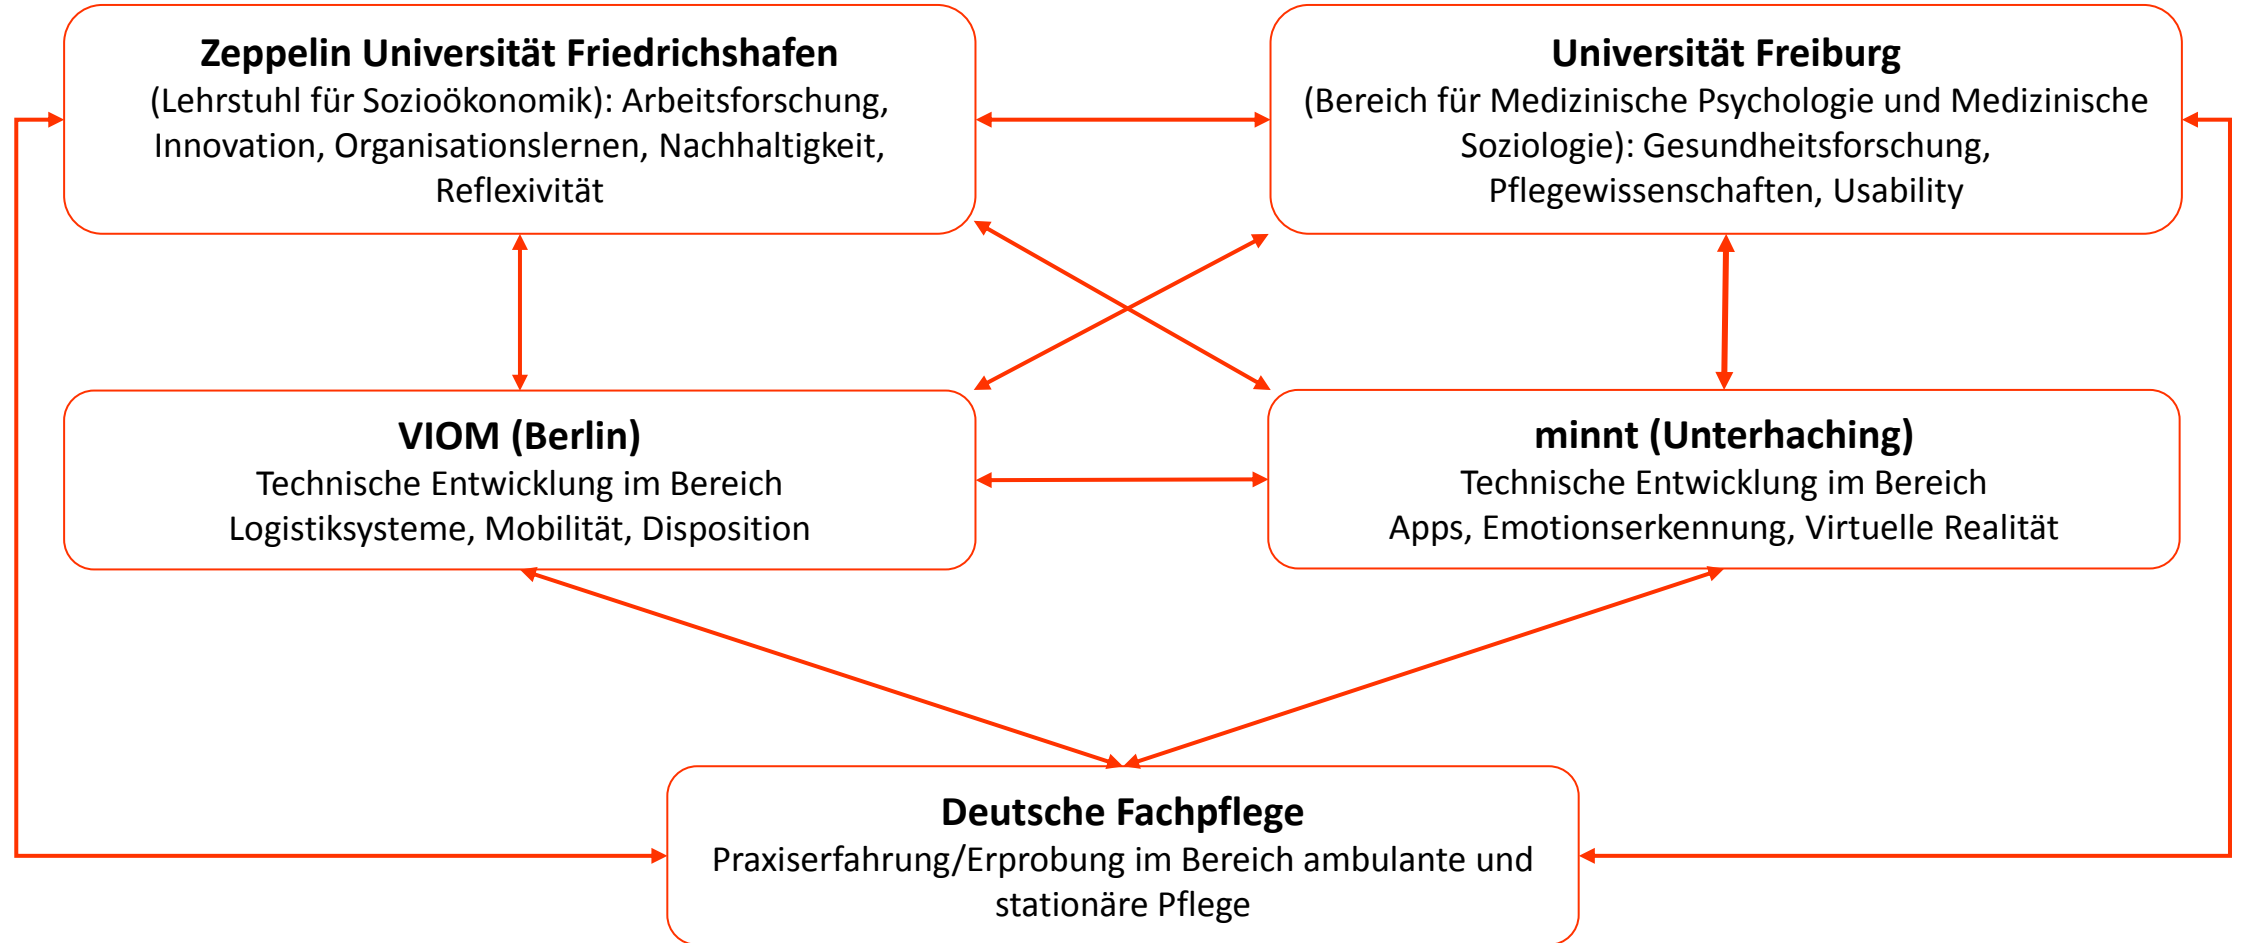 Zeppelin Universität Friedrichshafen
(Lehrstuhl für Sozioökonomik): Arbeitsforschung,
Innovation, Organisationslernen, Nachhaltigkeit,
Reflexivität
Universität Freiburg
(Bereich für Medizinische Psychologie und Medizinische
Soziologie): Gesundheitsforschung,
Pflegewissenschaften, Usability
VIOM (Berlin)
Technische Entwicklung im Bereich
Logistiksysteme, Mobilität, Disposition
minnt (Unterhaching)
Technische Entwicklung im Bereich
Apps, Emotionserkennung, Virtuelle Realität
Deutsche Fachpflege
Praxiserfahrung/Erprobung im Bereich ambulante und
stationäre Pflege